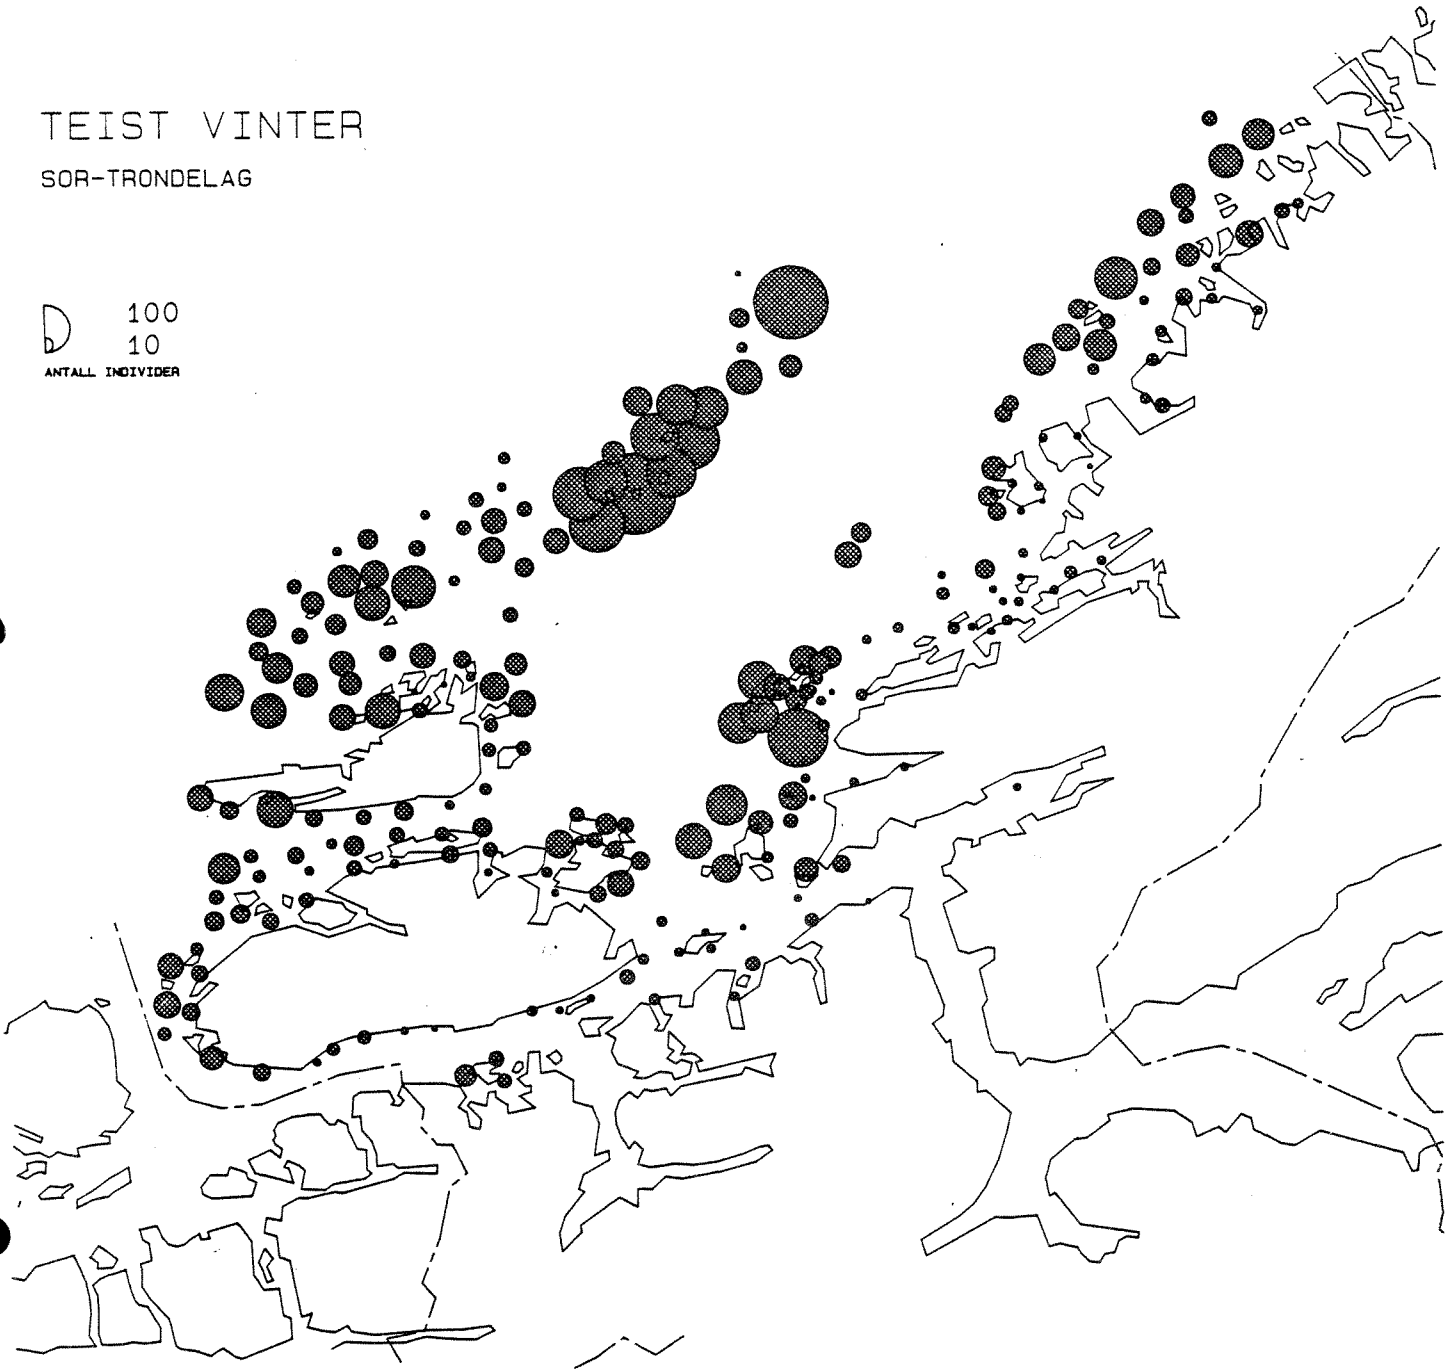 TEIST VINTER
SOR-TRONDELAG
100
10
ANTALL INDIVIDER